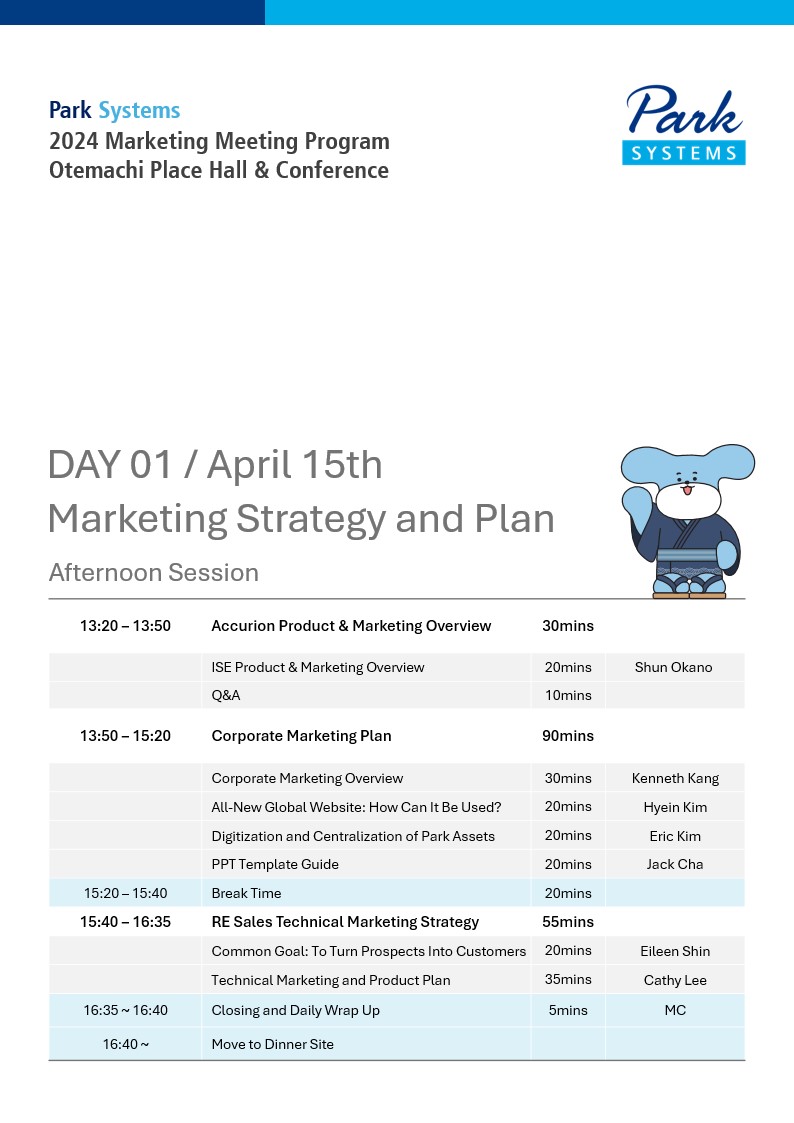 Park Systems
2024 Marketing Meeting Program
Otemachi Place Hall & Conference
Park
SYSTEMS
DAY 01 / April 15th
Marketing Strategy and Plan
Afternoon Session
13:20 – 13:50 Accurion Product & Marketing Overview 30mins
ISE Product & Marketing Overview 20mins Shun Okano
Q&A 10mins
13:50 – 15:20 Corporate Marketing Plan 90mins
Corporate Marketing Overview 30mins Kenneth Kang
All-New Global Website: How Can It Be Used? 20mins Hyein Kim
Digitization and Centralization of Park Assets 20mins Eric Kim
PPT Template Guide 20mins Jack Cha
15:20 – 15:40 Break Time 20mins
15:40 – 16:35 RE Sales Technical Marketing Strategy 55mins
Common Goal: To Turn Prospects Into Customers 20mins Eileen Shin
Technical Marketing and Product Plan 35mins Cathy Lee
16:35 ~ 16:40 Closing and Daily Wrap Up 5mins MC
16:40 ~ Move to Dinner Site